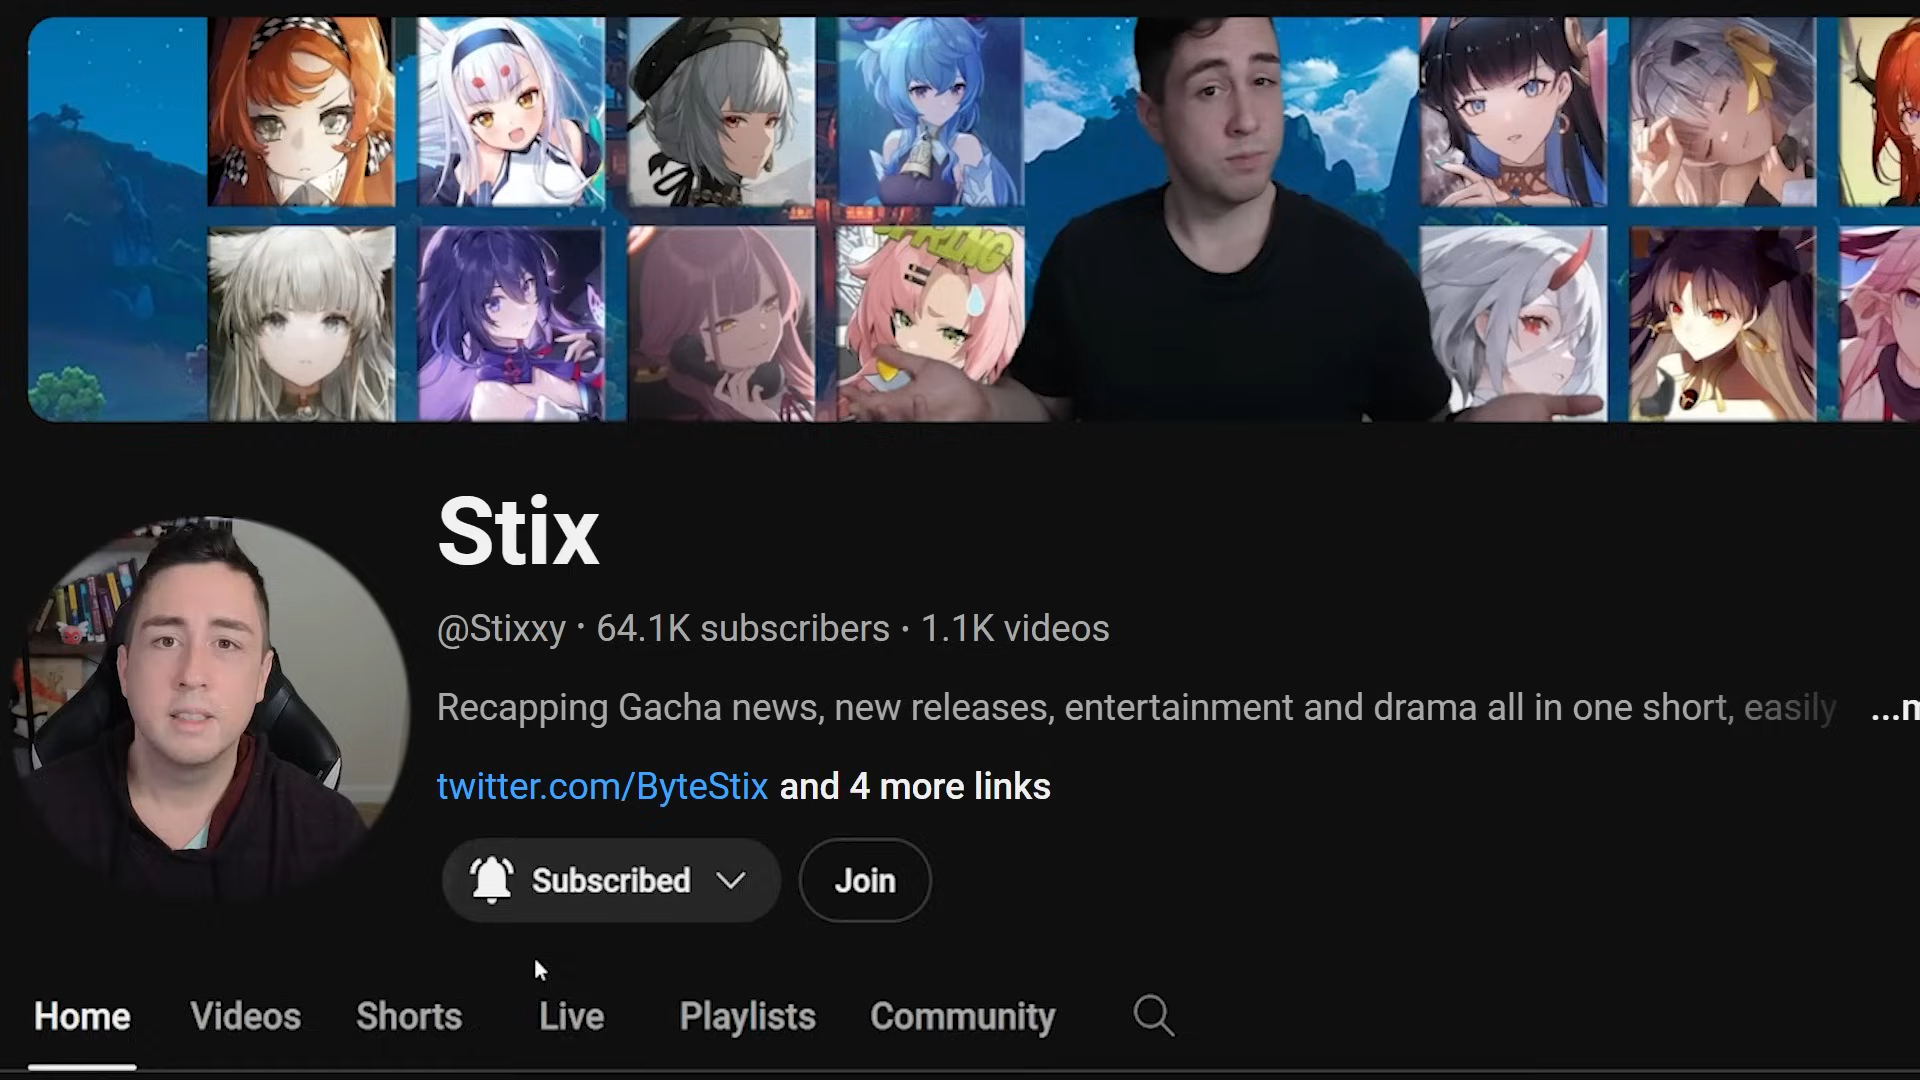 SPRING
Stix
@Stixxy · 64.1K subscribers · 1.1K videos
Recapping Gacha news, new releases, entertainment and drama all in one short, easily ...m
twitter.com/ByteStix and 4 more links
Subscribed
Join
Home Videos Shorts Live Playlists Community